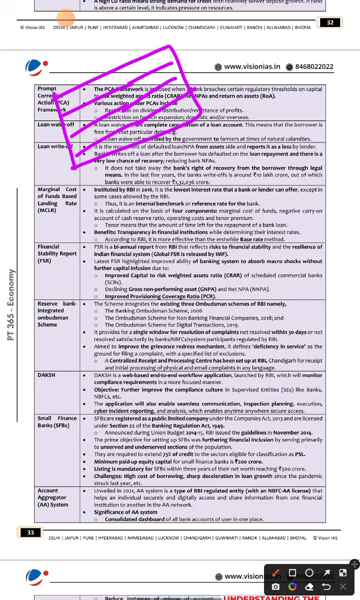 A high CD ratio means strong demand for credit with relatively slower deposit growth. If ratio
is above a certain level, it indicates pressure on resources.
DELHI | JAIPUR | PUNE | HYDERABAD | AHMEDABAD | LUCKNOW | CHANDIGARH | GUWAHATI | RANCHI | ALLAHABAD | BHOPAL © Vision IAS
32
www.visionias.in 8468022022
Prompt
Action (PCA)
Framework
The PCA Framework is imposed when a bank breaches certain regulatory thresholds on capital
Various action under PCAs include
Loan wave-off
complete cancellation of a loan account. This means that the borrower is
free from that particular debt
provided by the government to farmers at times of natural calamities.
Loan write-off
It is the movement of defaulted loan/NPA from assets side and reports it as a loss by lender.
Banks writes off a loan after the borrower has defaulted on the loan repayment and there is a
very low chance of recovery, reducing bank NPAs.
It does not take away the bank's right of recovery from the borrower through legal
means. In the last five years, the banks write-offs is around ₹10 lakh crore, out of which
banks were able to recover ₹1,32,036 crore.
Marginal Cost
of Funds Based
Landing Rate
(MCLR)
Instituted by RBI in 2016, it is the lowest interest rate that a bank or lender can offer, except in
some cases allowed by the RBI.
Thus, it is an internal benchmark or reference rate for the bank.
It is calculated on the basis of four components: marginal cost of funds, negative carry-on
account of cash reserve ratio, operating costs and tenor premium.
Tenor means the amount of time left for the repayment of a bank loan.
Benefits: Transparency in financial institutions while determining their interest rates.
According to RBI, it is more effective than the erstwhile Base rate method.
Financial
Stability Report
(FSR)
FSR is a bi-annual report from RBI that reflects risks to financial stability and the resilience of
Indian financial system (Global FSR is released by IMF).
Latest FSR highlighted improved ability of banking system to absorb macro shocks without
further capital infusion due to:
Improved Capital to risk weighted assets ratio (CRAR) of scheduled commercial banks
(SCBs).
Declining Gross non-performing asset (GNPA) and Net NPA (NNPA).
Improved Provisioning Coverage Ratio (PCR).
Reserve bank-
Integrated
ombudsman
Scheme
The Scheme integrates the existing three Ombudsman schemes of RBI namely,
The Banking Ombudsman Scheme, 2006
The Ombudsman Scheme for Non-Banking Financial Companies, 2018; and
The Ombudsman Scheme for Digital Transactions, 2019.
It provides for a single window for resolution of complaints not resolved within 30 days or not
resolved satisfactorily by banks/NBFCs/system participants regulated by RBI.
Aimed to improve the grievance redress mechanism, it defines 'deficiency in service' as the
ground for filing a complaint, with a specified list of exclusions.
A Centralized Receipt and Processing Centre has been set up at RBI, Chandigarh for receipt
and initial processing of physical and email complaints in any language.
DAKSH
DAKSH is a web-based end-to-end workflow application, launched by RBI, which will monitor
compliance requirements in a more focused manner.
Objective: Further improve the compliance culture in Supervised Entities (SEs) like Banks,
NBFCs, etc.
The application will also enable seamless communication, inspection planning, execution,
cyber incident reporting, and analysis, which enables anywhere anytime secure access.
Small Finance
Banks (SFBs)
SFBs are registered as a public limited company under the Companies Act, 2013 and are licensed
under Section 22 of the Banking Regulation Act, 1949.
Announced during Union Budget 2014-15, RBI issued the guidelines in November 2014.
The prime objective for setting up SFBs was furthering financial inclusion by serving primarily
to unserved and underserved sections of the population.
They are required to extend 75% of credit to the sectors eligible for classification as PSL.
Minimum paid-up equity capital for small finance banks is ₹200 crore.
Listing is mandatory for SFBs within three years of their net worth reaching ₹500 crore.
Challenges: High cost of borrowing, sharp deceleration in loan growth since the pandemic
struck last year, etc.
Account
Aggregator
(AA) System
Unveiled in 2021, AA system is a type of RBI regulated entity (with an NBFC-AA license) that
helps an individual securely and digitally access and share information from one financial
institution to another in the AA network.
Significance of AA system
Consolidated dashboard of all bank accounts of user in one place.
PT 365 - Economy
33
DELHI | JAIPUR | PUNE | HYDERABAD | AHMEDABAD | LUCKNOW | CHANDIGARH | GUWAHATI | RANCHI | ALLAHABAD | BHOPAL © Vision IAS
www.visionias